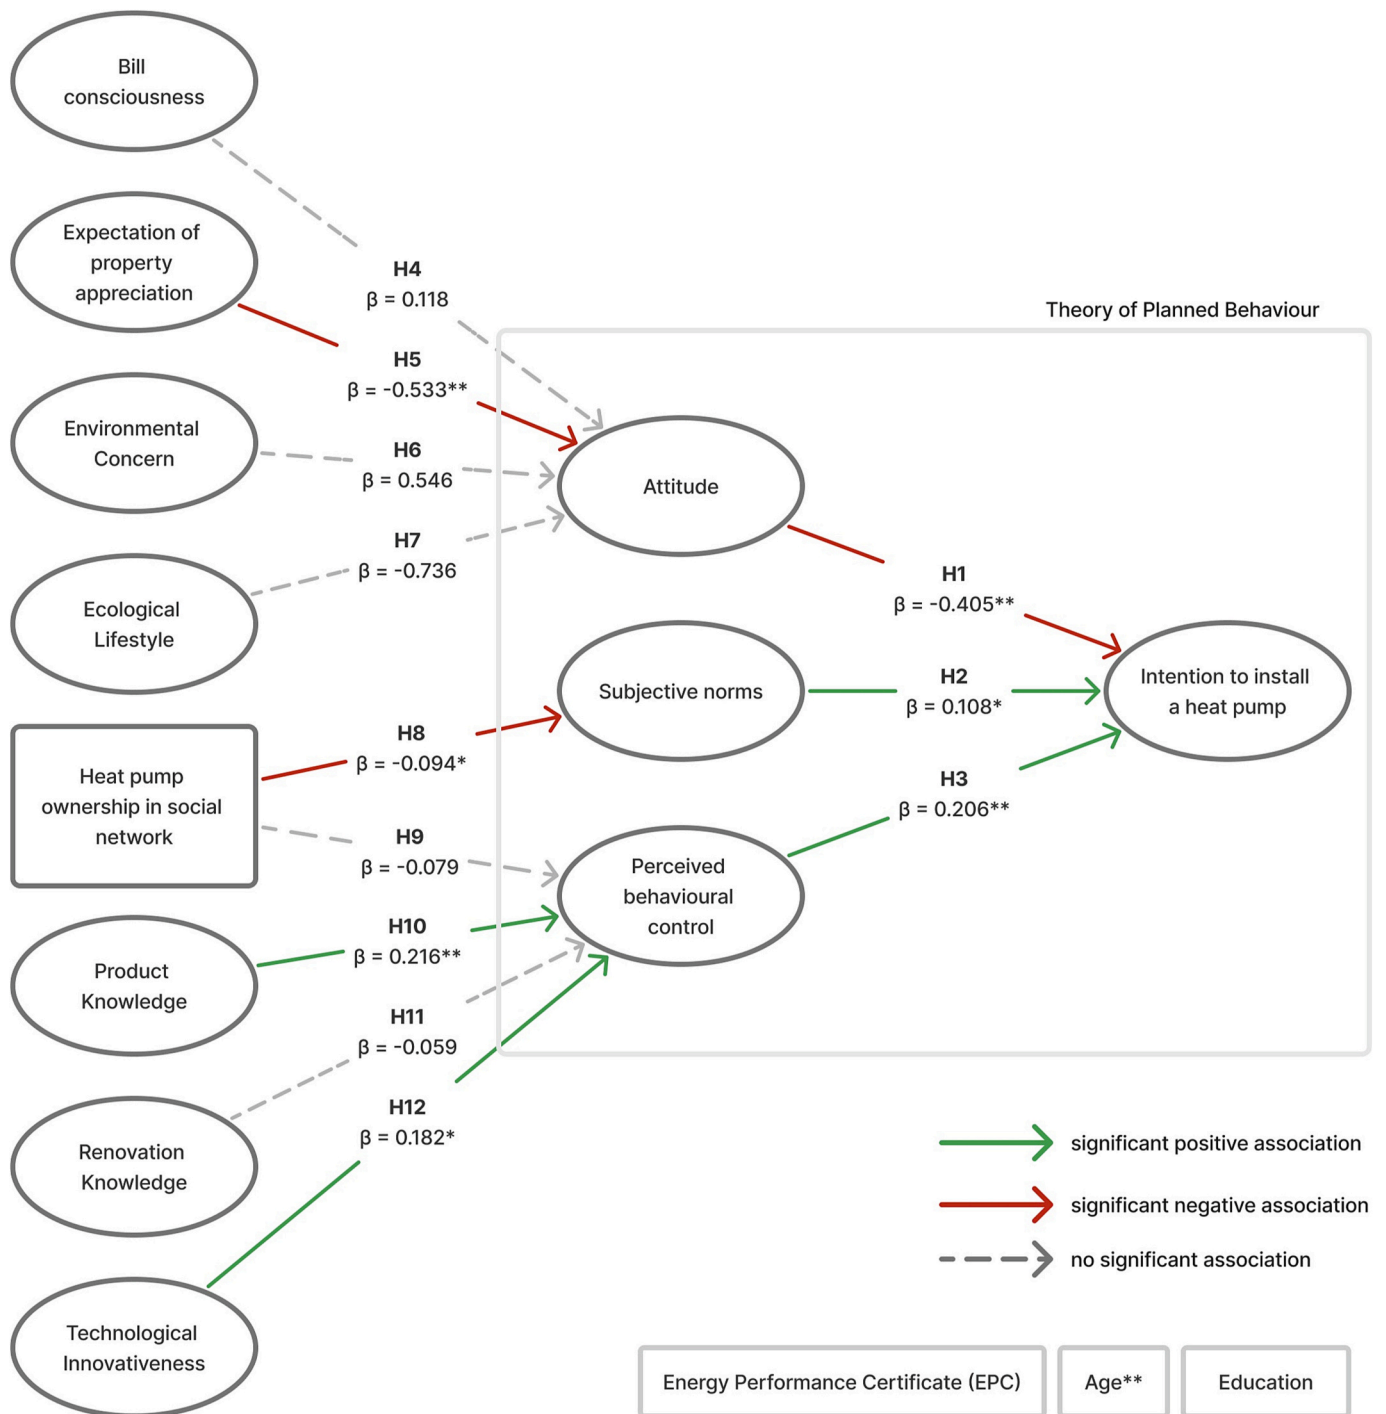 Bill
consciousness
Expectation of
property
appreciation
Environmental
Concern
Ecological
Lifestyle
Heat pump
ownership in social
network
Product
Knowledge
Renovation
Knowledge
Technological
Innovativeness
H4
β = 0.118
H5
β = -0.533**
H6
β = 0.546
H7
β = -0.736
H8
β = -0.094*
H9
β = -0.079
H10
β = 0.216**
H11
β = -0.059
H12
β = 0.182*
Theory of Planned Behaviour
Attitude
Subjective norms
Perceived
behavioural
control
H1
β = -0.405**
H2
β = 0.108*
H3
β = 0.206**
Intention to install
a heat pump
significant positive association
significant negative association
no significant association
Energy Performance Certificate (EPC)
Age**
Education